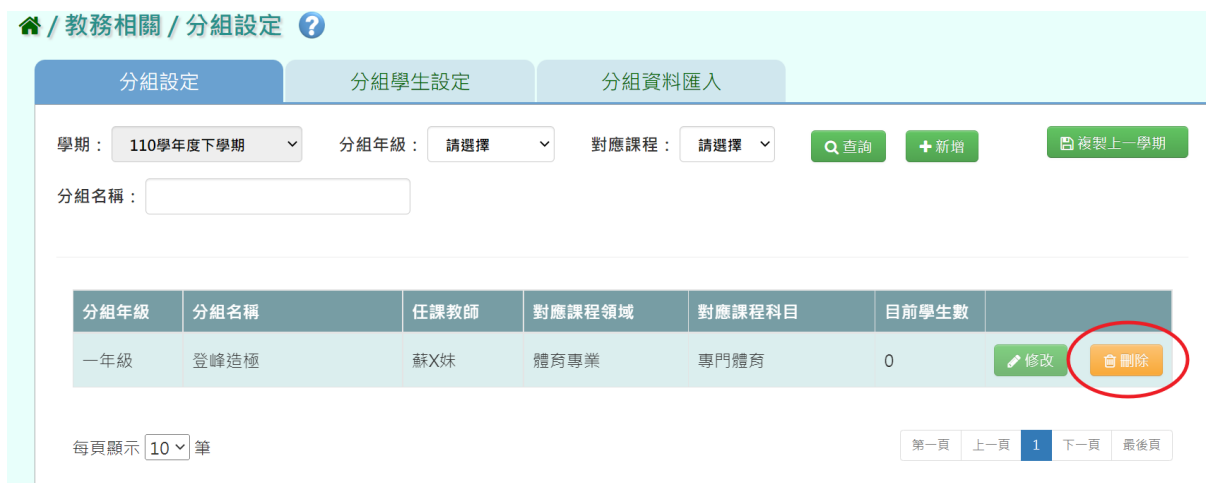 / 教務相關 / 分組設定 ?
分組設定 分組學生設定 分組資料匯入
學期： 110學年度下學期 分組年級： 請選擇 對應課程： 請選擇 查詢 新增 複製上一學期
分組名稱：
分組年級 分組名稱 任課教師 對應課程領域 對應課程科目 目前學生數
一年級 登峰造極 蘇X妹 體育專業 專門體育 0 修改 刪除
每頁顯示 10 筆 第一頁 上一頁 1 下一頁 最後頁